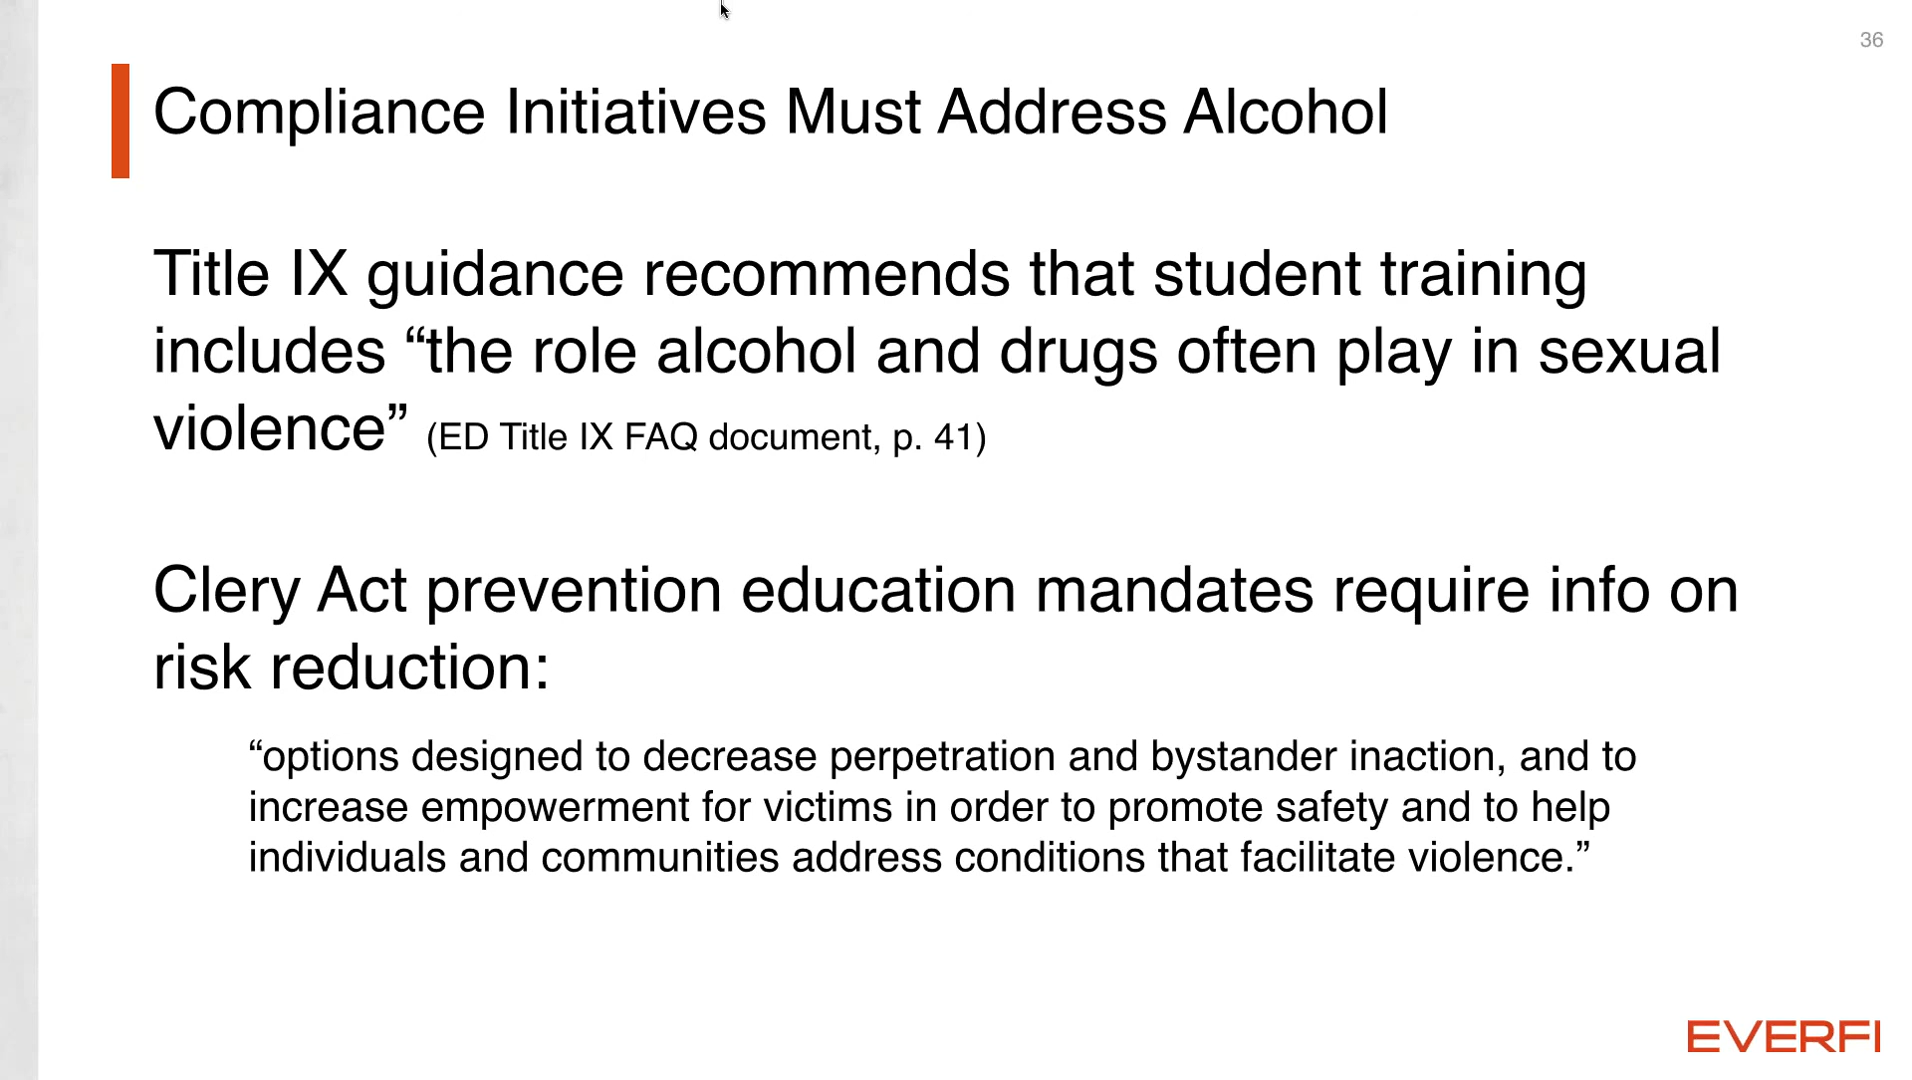 36
Compliance Initiatives Must Address Alcohol
Title IX guidance recommends that student training
includes “the role alcohol and drugs often play in sexual
violence” (ED Title IX FAQ document, p. 41)
Clery Act prevention education mandates require info on
risk reduction:
“options designed to decrease perpetration and bystander inaction, and to
increase empowerment for victims in order to promote safety and to help
individuals and communities address conditions that facilitate violence.”
EVERFI